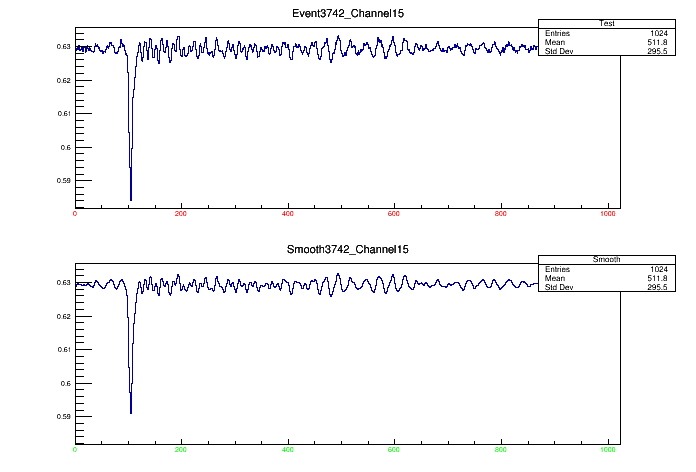 Event3742_Channel15
Test
Entries 1024
Mean 511.8
Std Dev 295.5
0.63
0.62
0.61
0.6
0.59
0 200 400 600 800 1000
Smooth3742_Channel15
Smooth
Entries 1024
Mean 511.8
Std Dev 295.5
0.63
0.62
0.61
0.6
0.59
0 200 400 600 800 1000